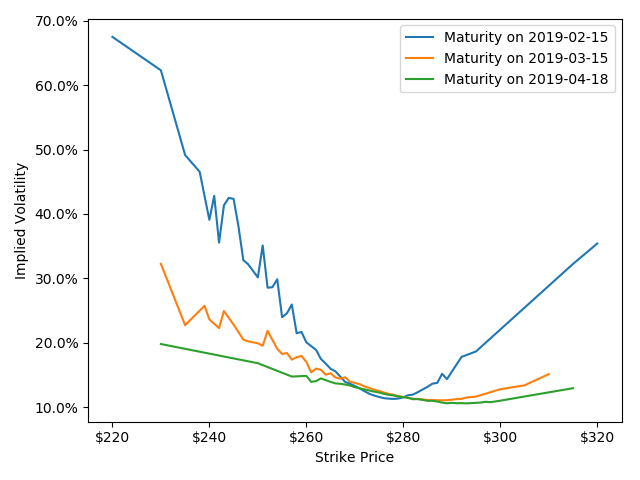 70.0%
60.0%
50.0%
40.0%
30.0%
20.0%
10.0%
Implied Volatility
Maturity on 2019-02-15
Maturity on 2019-03-15
Maturity on 2019-04-18
$220 $240 $260 $280 $300 $320
Strike Price